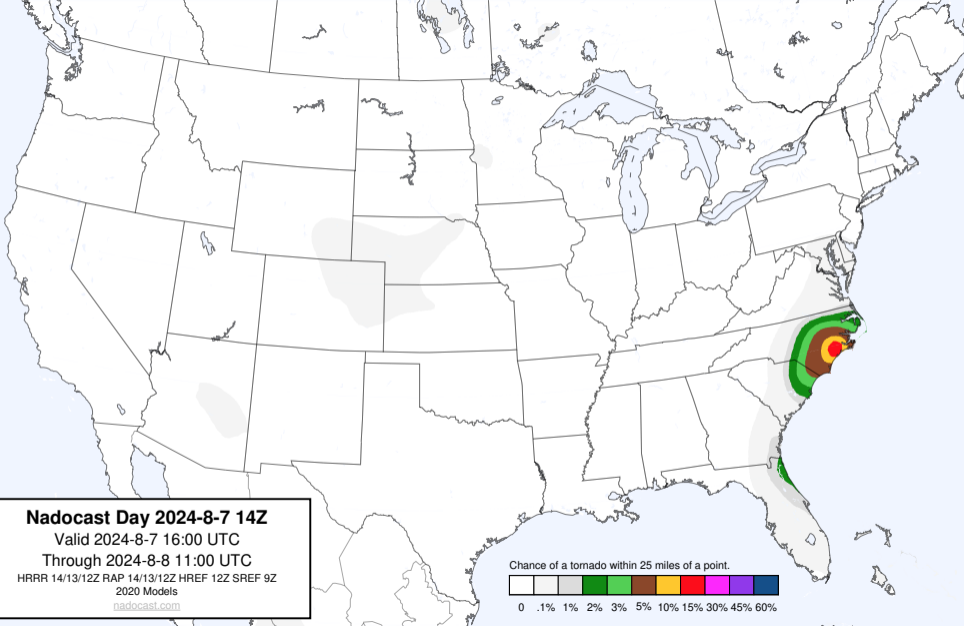 Nadocast Day 2024-8-7 14Z
Valid 2024-8-7 16:00 UTC
Through 2024-8-8 11:00 UTC
HRRR 14/13/12Z RAP 14/13/12Z HREF 12Z SREF 9Z
2020 Models
nadocast.com
Chance of a tornado within 25 miles of a point.
0 .1% 1% 2% 3% 5% 10% 15% 30% 45% 60%